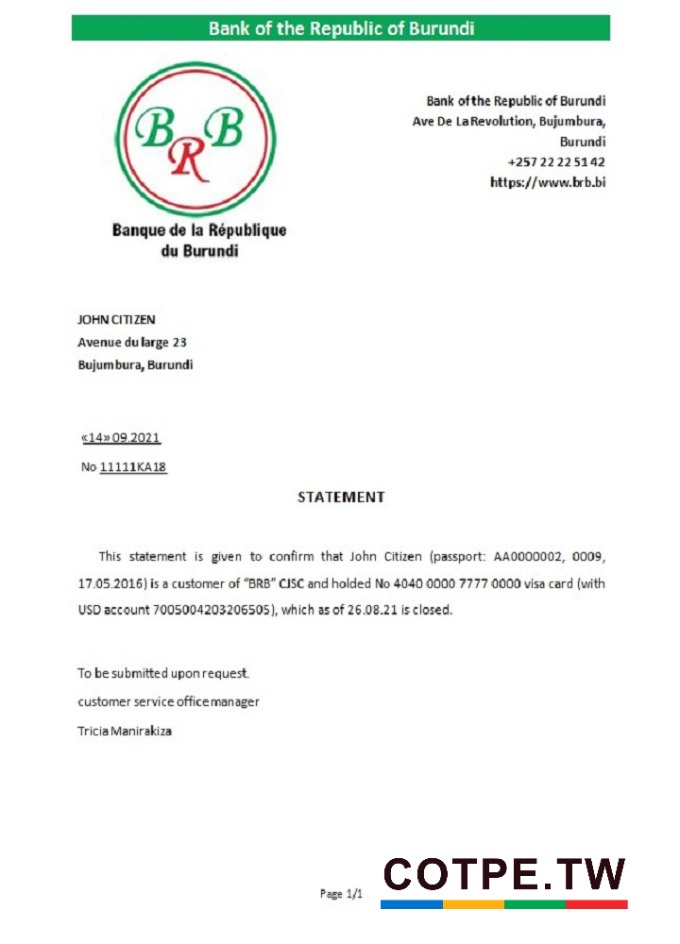 Bank of the Republic of Burundi
B R B
Banque de la République
du Burundi
Bank of the Republic of Burundi
Ave De La Revolution, Bujumbura,
Burundi
+257 22 22 51 42
https://www.brb.bi
JOHN CITIZEN
Avenue du large 23
Bujumbura, Burundi
«14» 09.2021
No 11111KA18
STATEMENT
This statement is given to confirm that John Citizen (passport: AA0000002, 0009,
17.05.2016) is a customer of “BRB” CJSC and holded No 4040 0000 7777 0000 visa card (with
USD account 7005004203206505), which as of 26.08.21 is closed.
To be submitted upon request.
customer service office manager
Tricia Manirakiza
Page 1/1
COTPE.TW